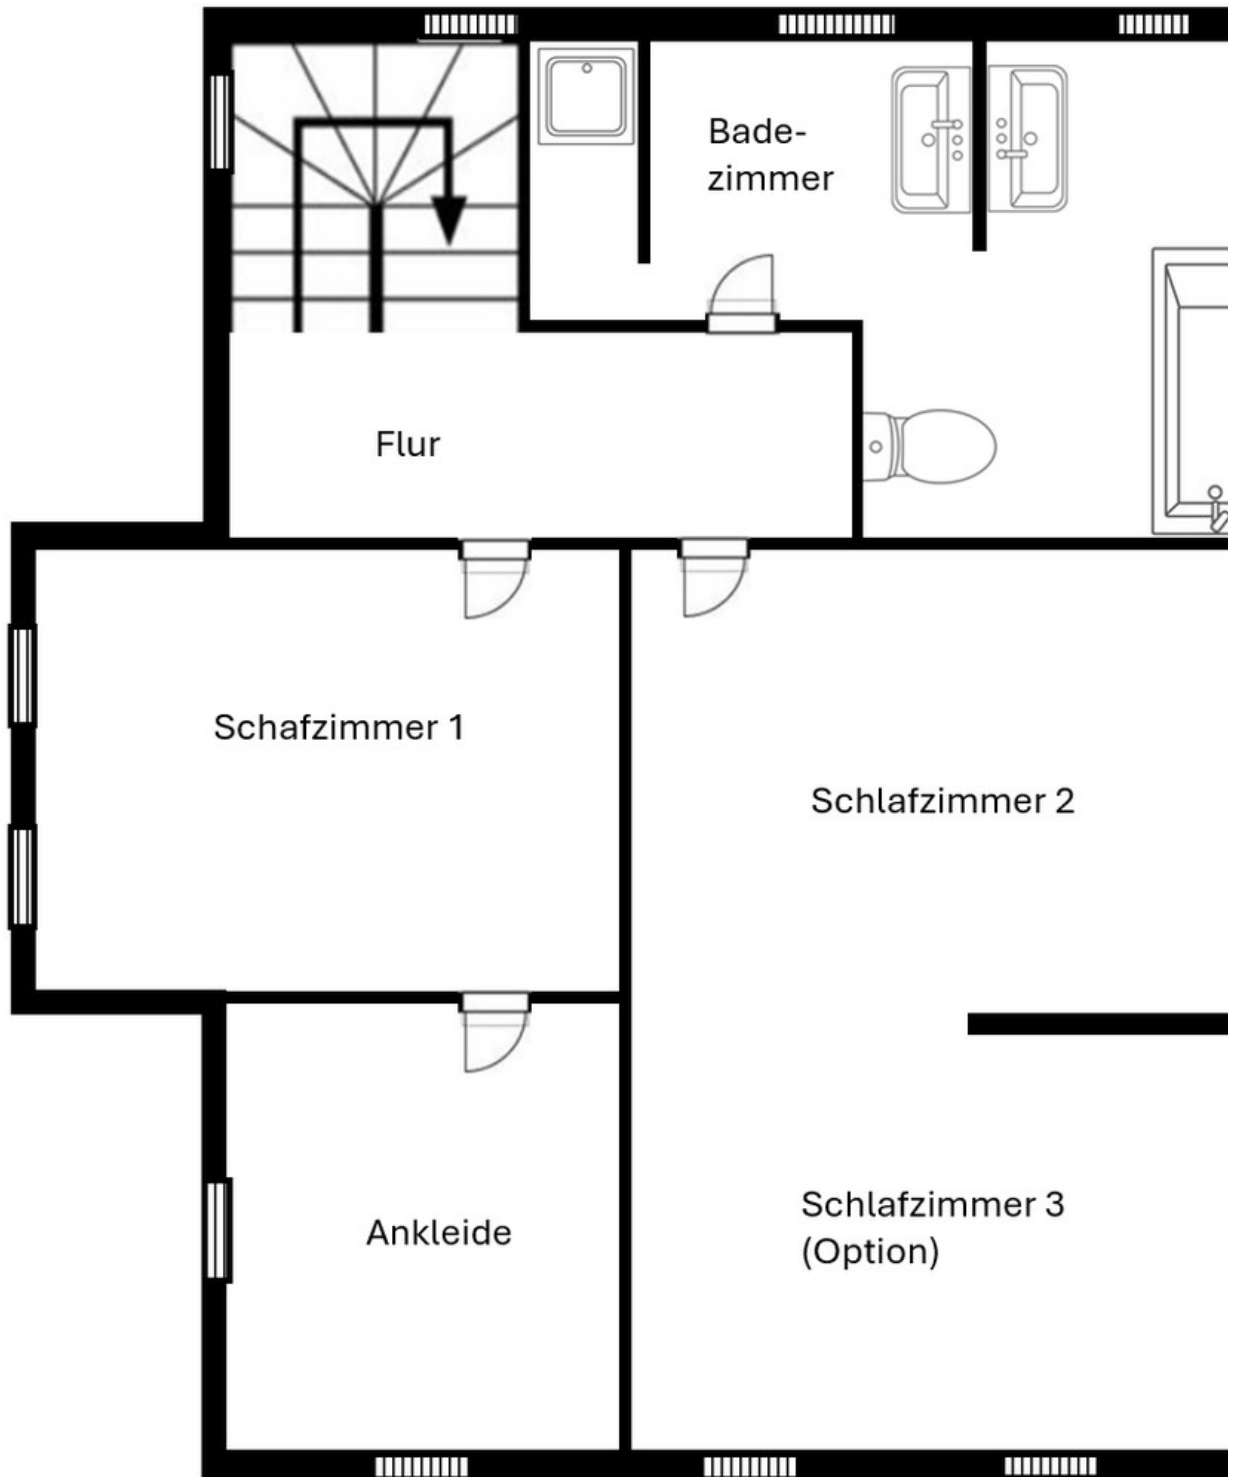 Bade-
zimmer
Flur
Schafzimmer 1
Schlafzimmer 2
Schlafzimmer 3
(Option)
Ankleide